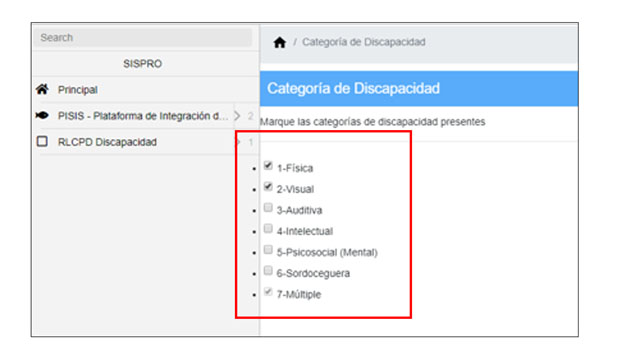 Search
SISPRO
Principal
PISIS - Plataforma de Integración d... > 2
RLCPD Discapacidad > 1
/ Categoría de Discapacidad
Categoría de Discapacidad
Marque las categorías de discapacidad presentes
1-Física
2-Visual
3-Auditiva
4-Intelectual
5-Psicosocial (Mental)
6-Sordoceguera
7-Múltiple